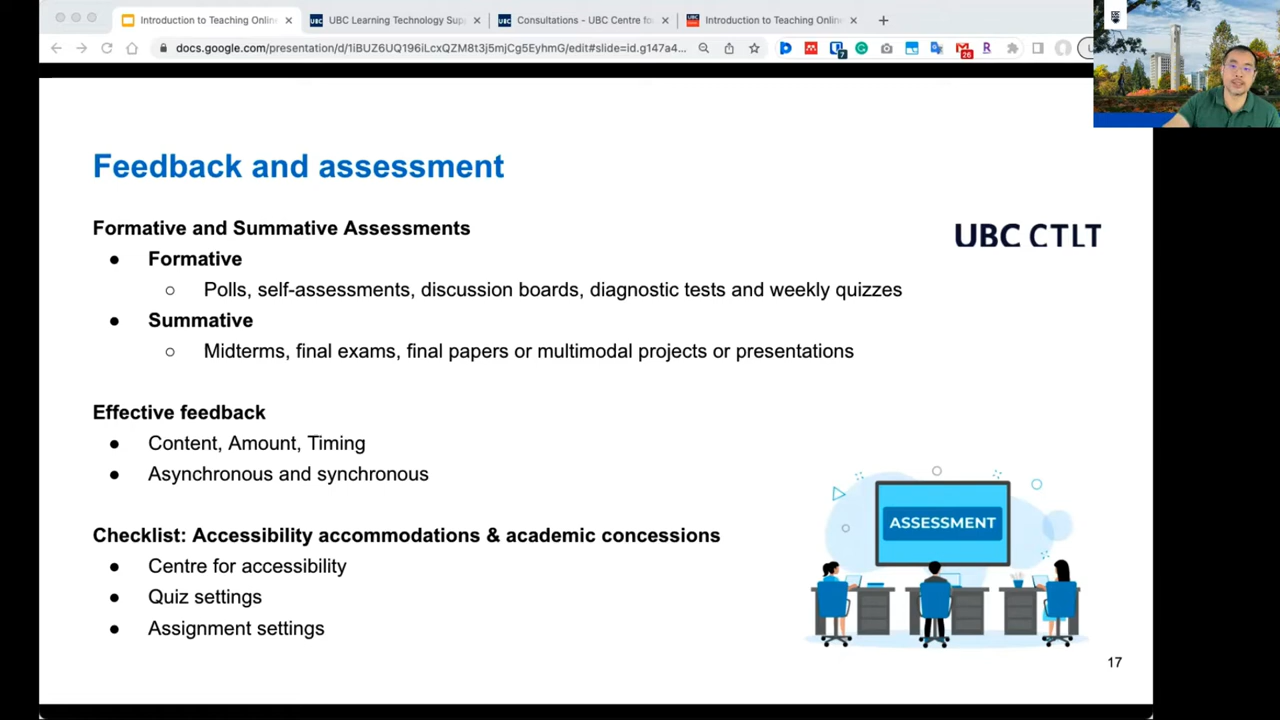 Introduction to Teaching Online
UBC Learning Technology Sup
Consultations - UBC Centre fo
Introduction to Teaching Online
docs.google.com/presentation/d/1iBUZ6UQ196iLcxQZM8t3j5mjCg5EyhmG/edit#slide=id.g147a4...
Feedback and assessment
UBC CTLT
Formative and Summative Assessments
● Formative
○ Polls, self-assessments, discussion boards, diagnostic tests and weekly quizzes
● Summative
○ Midterms, final exams, final papers or multimodal projects or presentations
Effective feedback
● Content, Amount, Timing
● Asynchronous and synchronous
ASSESSMENT
Checklist: Accessibility accommodations & academic concessions
● Centre for accessibility
● Quiz settings
● Assignment settings
17